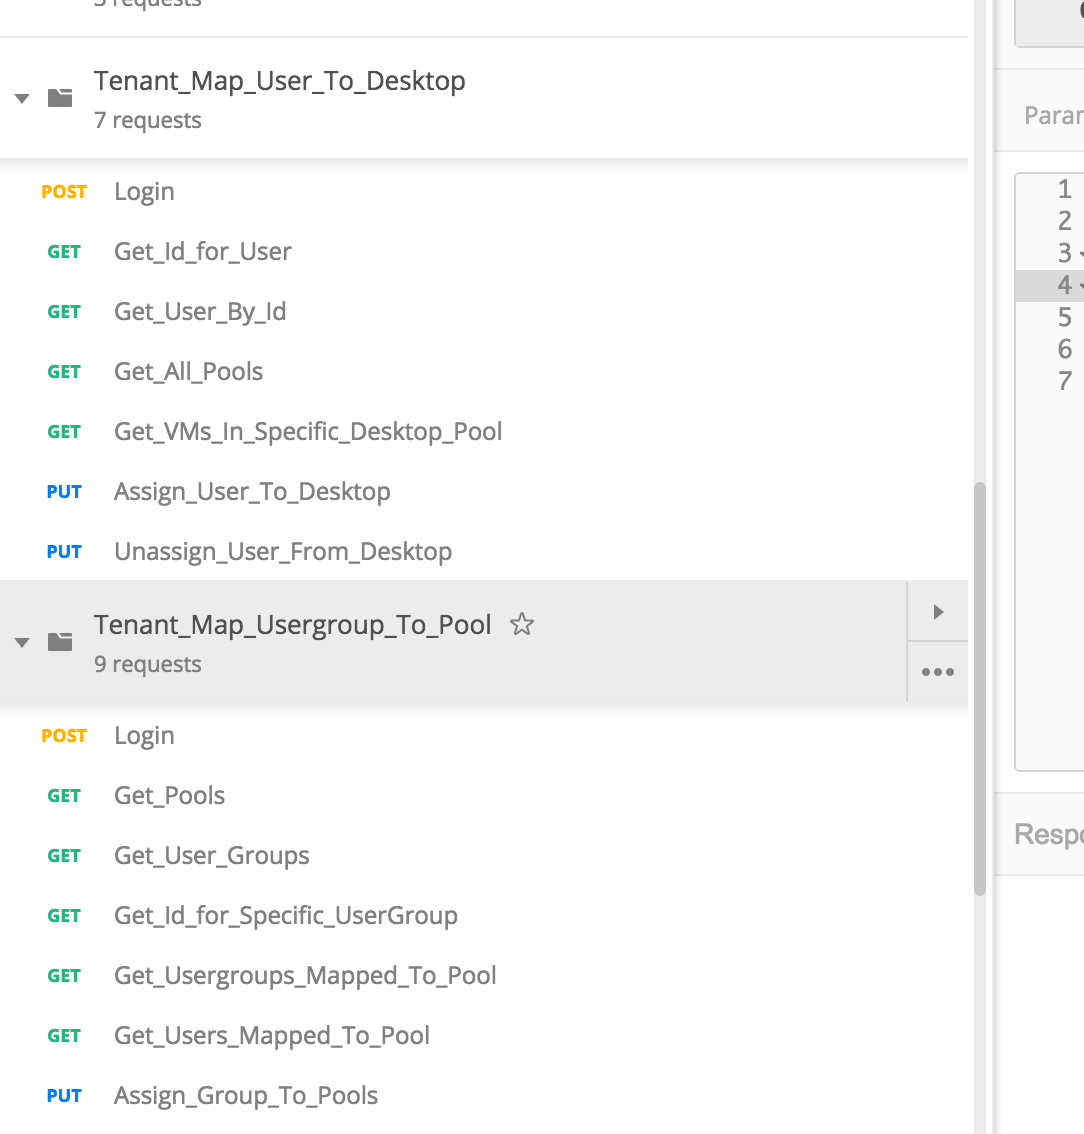 requests
Tenant_Map_User_To_Desktop
7 requests
POST Login
GET Get_Id_for_User
GET Get_User_By_Id
GET Get_All_Pools
GET Get_VMs_In_Specific_Desktop_Pool
PUT Assign_User_To_Desktop
PUT Unassign_User_From_Desktop
Tenant_Map_Usergroup_To_Pool
9 requests
POST Login
GET Get_Pools
GET Get_User_Groups
GET Get_Id_for_Specific_UserGroup
GET Get_Usergroups_Mapped_To_Pool
GET Get_Users_Mapped_To_Pool
PUT Assign_Group_To_Pools
Param
1
2
3
4
5
6
7
Respo